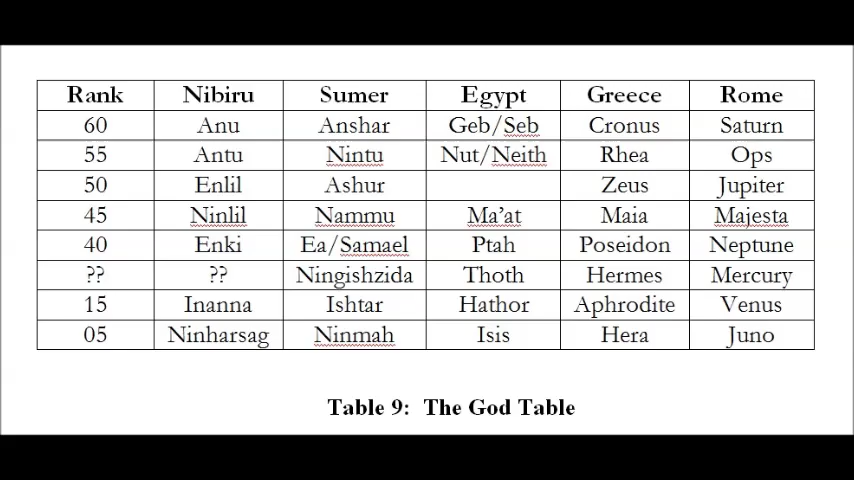 Rank Nibiru Sumer Egypt Greece Rome
60 Anu Anshar Geb/Seb Cronus Saturn
55 Antu Nintu Nut/Neith Rhea Ops
50 Enlil Ashur Zeus Jupiter
45 Ninlil Nammu Ma'at Maia Majesta
40 Enki Ea/Samael Ptah Poseidon Neptune
?? ?? Ningishzida Thoth Hermes Mercury
15 Inanna Ishtar Hathor Aphrodite Venus
05 Ninharsag Ninmah Isis Hera Juno
Table 9: The God Table